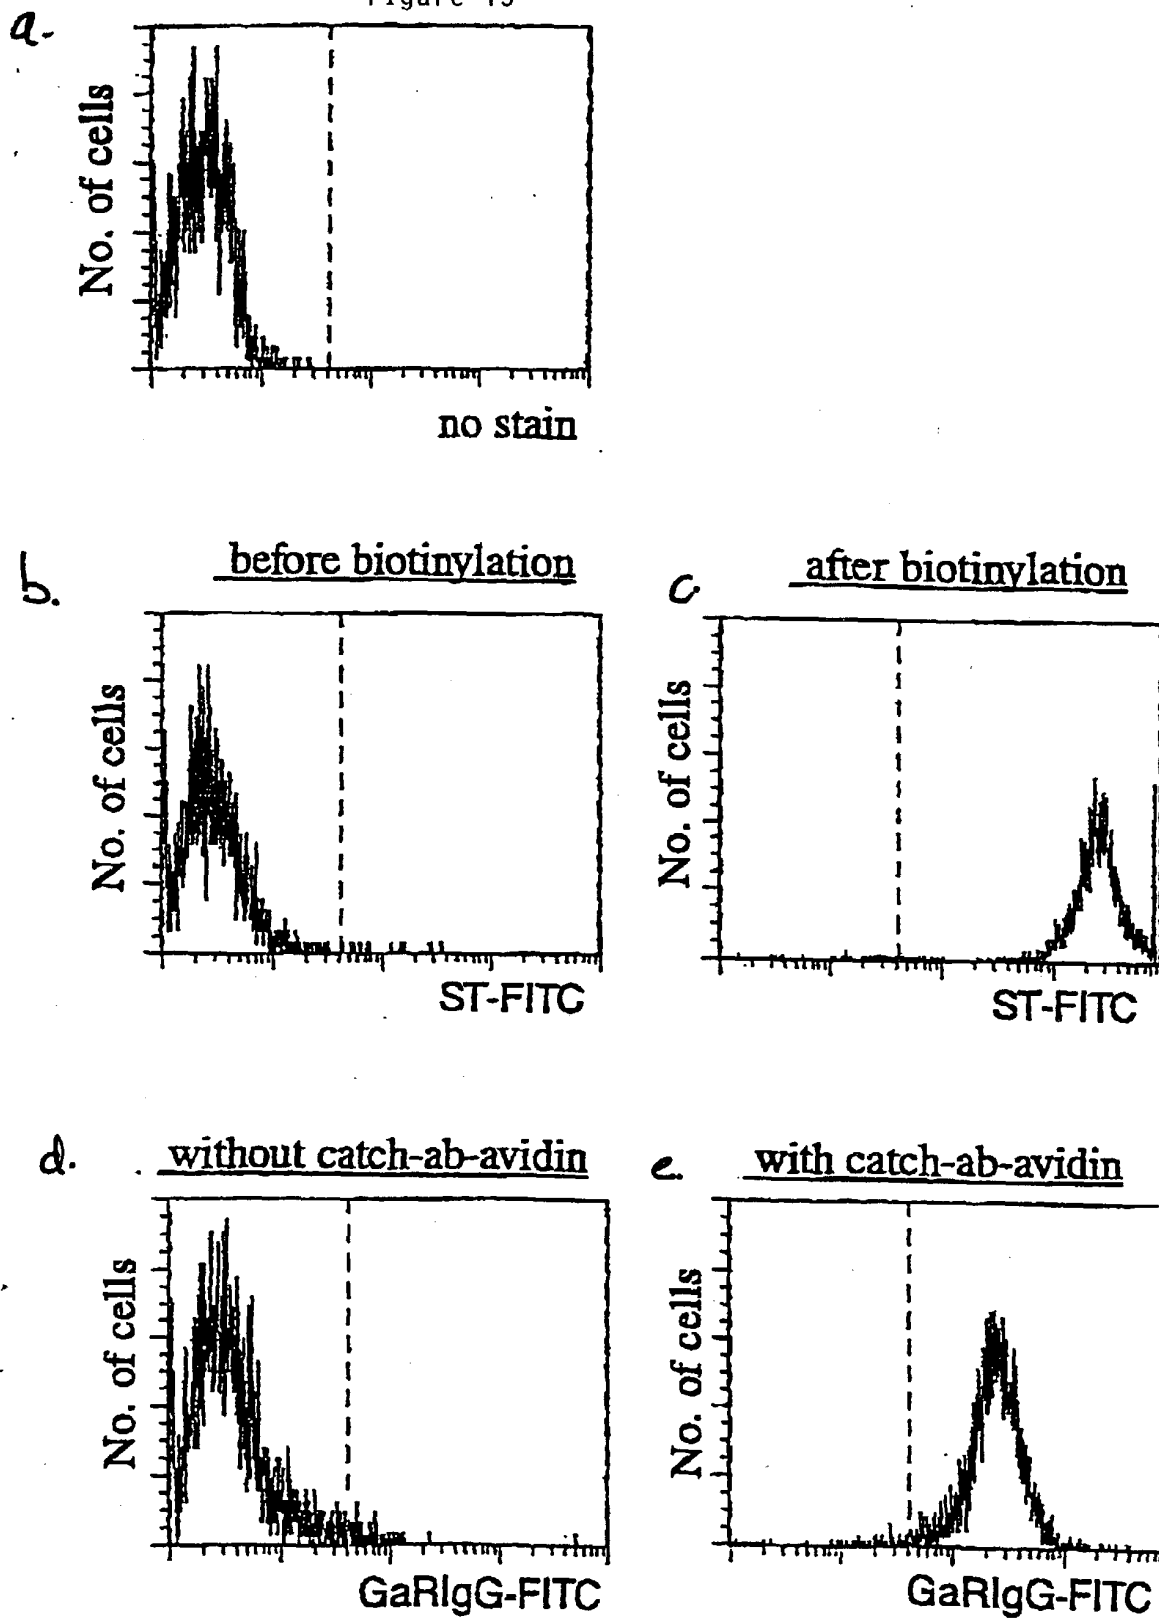 Figure 15
a.
No. of cells
no stain
b.
before biotinylation
No. of cells
ST-FITC
c
after biotinylation
No. of cells
ST-FITC
d.
without catch-ab-avidin
No. of cells
GaRIgG-FITC
e.
with catch-ab-avidin
No. of cells
GaRIgG-FITC